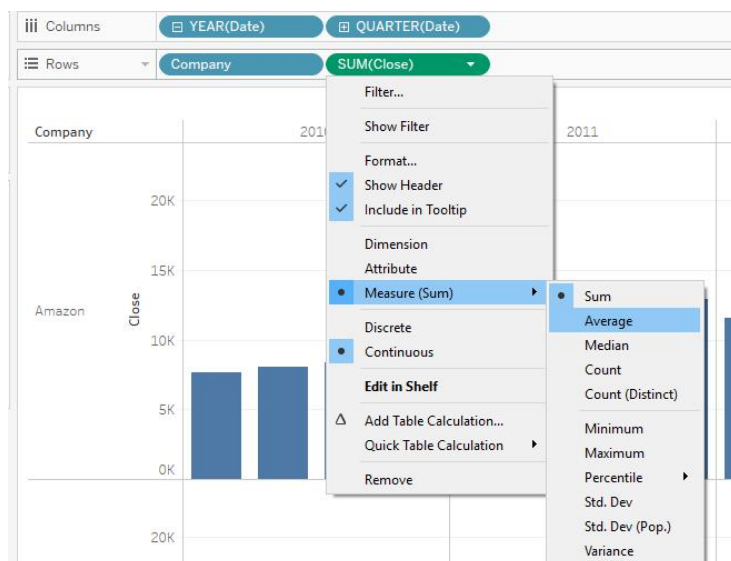 Columns
YEAR(Date)
QUARTER(Date)
Rows
Company
SUM(Close)
Filter...
Show Filter
Format...
Show Header
Include in Tooltip
Dimension
Attribute
Measure (Sum)
Discrete
Continuous
Edit in Shelf
Add Table Calculation...
Quick Table Calculation
Remove
Sum
Average
Median
Count
Count (Distinct)
Minimum
Maximum
Percentile
Std. Dev
Std. Dev (Pop.)
Variance
Company
2011
Amazon
Close
20K
15K
10K
5K
0K
20K